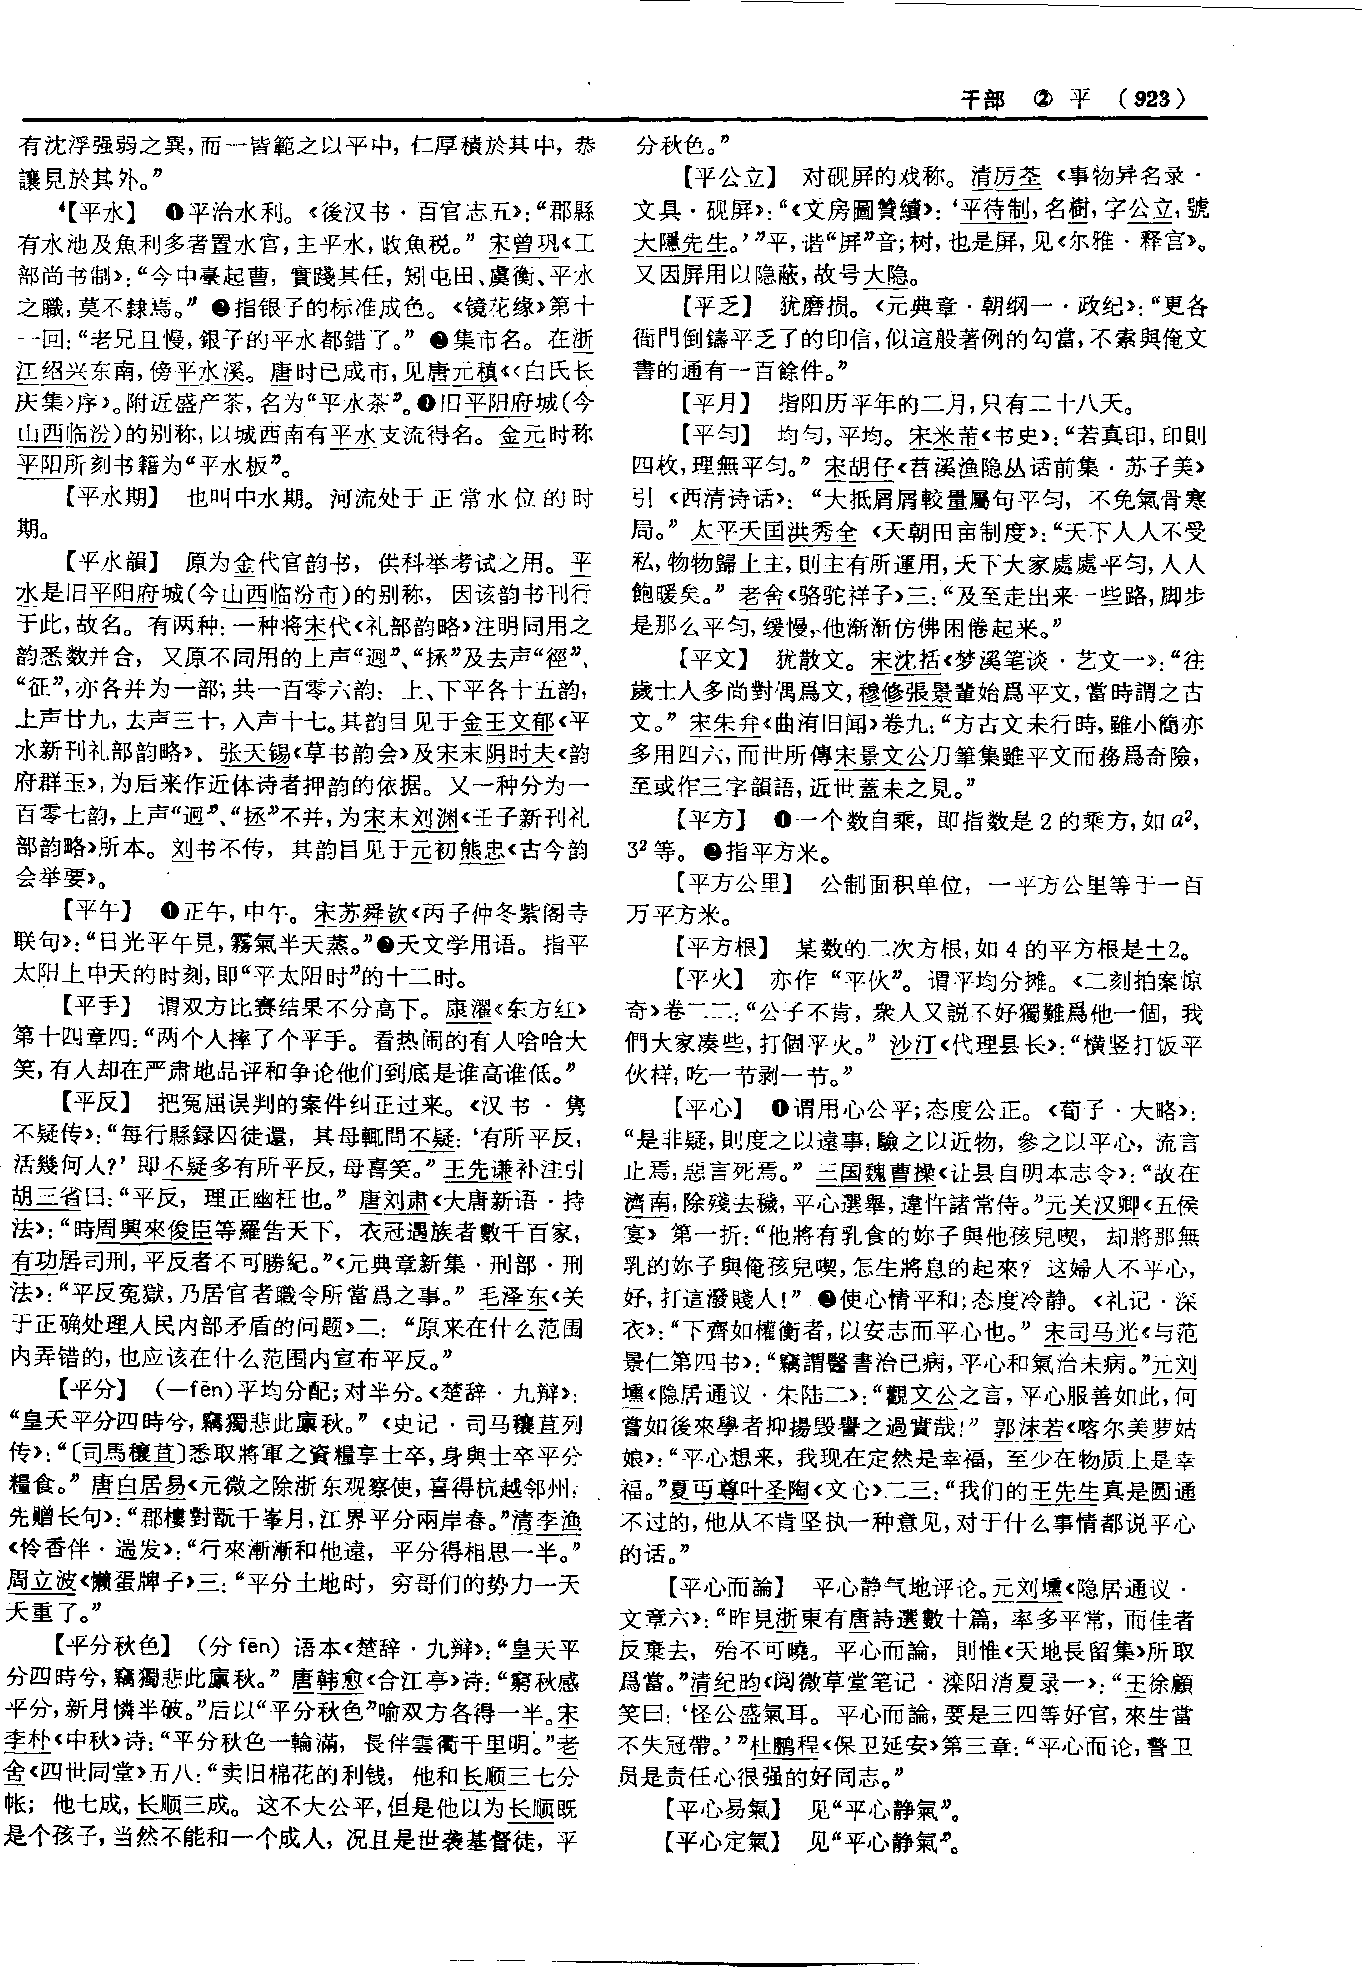 干部 ② 平 （923）
有沈浮强弱之異，而一皆範之以平中，仁厚積於其中，恭
讓見於其外。”
【平水】 ❶平治水利。《後汉书·百官志五》：“郡縣
有水池及魚利多者置水官，主平水，收魚税。” 宋曾巩《工
部尚书制》：“今中臺起曹，實踐其任，矧屯田、虞衡、平水
之職，莫不隸焉。” ❷指银子的标准成色。《镜花缘》第十
一回：“老兄且慢，銀子的平水都錯了。” ❸集市名。在浙
江绍兴东南，傍平水溪。唐时已成市，见唐元稹《〈白氏长
庆集〉序》。附近盛产茶，名为“平水茶”。❹旧平阳府城（今
山西临汾）的别称，以城西南有平水支流得名。金元时称
平阳所刻书籍为“平水板”。
【平水期】 也叫中水期。河流处于正常水位的时
期。
【平水韻】 原为金代官韵书，供科举考试之用。平
水是旧平阳府城（今山西临汾市）的别称，因该韵书刊行
于此，故名。有两种：一种将宋代《礼部韵略》注明同用之
韵悉数并合，又原不同用的上声“迥”、“拯”及去声“徑”、
“证”，亦各并为一部；共一百零六韵：上、下平各十五韵，
上声廿九，去声三十，入声十七。其韵目见于金王文郁《平
水新刊礼部韵略》、张天锡《草书韵会》及宋末阴时夫《韵
府群玉》，为后来作近体诗者押韵的依据。又一种分为一
百零七韵，上声“迥”、“拯”不并，为宋末刘渊《壬子新刊礼
部韵略》所本。刘书不传，其韵目见于元初熊忠《古今韵
会举要》。
【平午】 ❶正午，中午。宋苏舜钦《丙子仲冬紫阁寺
联句》：“日光平午見，霧氣半天蒸。”❷天文学用语。指平
太阳上中天的时刻，即“平太阳时”的十二时。
【平手】 谓双方比赛结果不分高下。康濯《东方红》
第十四章四：“两个人摔了个平手。看热闹的有人哈哈大
笑，有人却在严肃地品评和争论他们到底是谁高谁低。”
【平反】 把冤屈误判的案件纠正过来。《汉书·隽
不疑传》：“每行縣録囚徒還，其母輒問不疑：‘有所平反，
活幾何人？’即不疑多有所平反，母喜笑。”王先谦补注引
胡三省曰：“平反，理正幽枉也。” 唐刘肃《大唐新语·持
法》：“時周興來俊臣等羅告天下，衣冠遇族者數千百家，
有功居司刑，平反者不可勝紀。”《元典章新集·刑部·刑
法》：“平反冤獄，乃居官者職令所當爲之事。” 毛泽东《关
于正确处理人民内部矛盾的问题》二：“原来在什么范围
内弄错的，也应该在什么范围内宣布平反。”
【平分】 （—fēn）平均分配；对半分。《楚辞·九辩》：
“皇天平分四時兮，竊獨悲此廩秋。” 《史记·司马穰苴列
传》：“〔司馬穰苴〕悉取將軍之資糧享士卒，身與士卒平分
糧食。” 唐白居易《元微之除浙东观察使，喜得杭越邻州，
先赠长句》：“郡樓對翫千峯月，江界平分兩岸春。”清李渔
《怜香伴·遄发》：“行來漸漸和他遠，平分得相思一半。”
周立波《懒蛋牌子》三：“平分土地时，穷哥们的势力一天
天重了。”
【平分秋色】 （分 fēn） 语本《楚辞·九辩》：“皇天平
分四時兮，竊獨悲此廩秋。” 唐韩愈《合江亭》诗：“窮秋感
平分，新月憐半破。”后以“平分秋色”喻双方各得一半。宋
李朴《中秋》诗：“平分秋色一輪滿，長伴雲衢千里明。”老
舍《四世同堂》五八：“卖旧棉花的利钱，他和长顺三七分
帐；他七成，长顺三成。这不大公平，但是他以为长顺既
是个孩子，当然不能和一个成人，况且是世袭基督徒，平
分秋色。”
【平公立】 对砚屏的戏称。清厉荃《事物异名录·
文具·砚屏》：“《文房圖贊續》：‘平待制，名樹，字公立，號
大隱先生。’”平，谐“屏”音；树，也是屏，见《尔雅·释宫》。
又因屏用以隐蔽，故号大隐。
【平乏】 犹磨损。《元典章·朝纲一·政纪》：“更各
衙門倒鑄平乏了的印信，似這般著例的勾當，不索與俺文
書的通有一百餘件。”
【平月】 指阳历平年的二月，只有二十八天。
【平匀】 均匀，平均。宋米芾《书史》：“若真印，印則
四枚，理無平匀。” 宋胡仔《苕溪渔隐丛话前集·苏子美》
引《西清诗话》：“大抵屑屑較量屬句平匀，不免氣骨寒
局。” 太平天国洪秀全《天朝田亩制度》：“天下人人不受
私，物物歸上主，則主有所運用，天下大家處處平匀，人人
飽暖矣。” 老舍《骆驼祥子》三：“及至走出来一些路，脚步
是那么平匀，缓慢，他渐渐仿佛困倦起来。”
【平文】 犹散文。宋沈括《梦溪笔谈·艺文一》：“往
歲士人多尚對偶爲文，穆修張景輩始爲平文，當時謂之古
文。” 宋朱弁《曲洧旧闻》卷九：“方古文未行時，雖小簡亦
多用四六，而世所傳宋景文公刀筆集雖平文而務爲奇險，
至或作三字韻語，近世蓋未之見。”
【平方】 ❶一个数自乘，即指数是2的乘方，如a²，
3²等。❷指平方米。
【平方公里】 公制面积单位，一平方公里等于一百
万平方米。
【平方根】 某数的二次方根，如4的平方根是±2。
【平火】 亦作“平伙”。谓平均分摊。《二刻拍案惊
奇》卷二二：“公子不肯，衆人又説不好獨難爲他一個，我
們大家凑些，打個平火。” 沙汀《代理县长》：“横竖打饭平
伙样，吃一节剥一节。”
【平心】 ❶谓用心公平；态度公正。《荀子·大略》：
“是非疑，則度之以遠事，驗之以近物，參之以平心，流言
止焉，惡言死焉。” 三国魏曹操《让县自明本志令》：“故在
濟南，除殘去穢，平心選舉，違忤諸常侍。”元关汉卿《五侯
宴》第一折：“他將有乳食的妳子與他孩兒喫，却將那無
乳的妳子與俺孩兒喫，怎生將息的起來？这婦人不平心，
好，打這潑賤人！” ❷使心情平和；态度冷静。《礼记·深
衣》：“下齊如權衡者，以安志而平心也。” 宋司马光《与范
景仁第四书》：“竊謂醫書治已病，平心和氣治未病。”元刘
壎《隐居通议·朱陆二》：“觀文公之言，平心服善如此，何
嘗如後來學者抑揚毁譽之過實哉！” 郭沫若《喀尔美萝姑
娘》：“平心想来，我现在定然是幸福，至少在物质上是幸
福。”夏丏尊叶圣陶《文心》二三：“我们的王先生真是圆通
不过的，他从不肯坚执一种意见，对于什么事情都说平心
的话。”
【平心而論】 平心静气地评论。元刘壎《隐居通议·
文章六》：“昨見浙東有唐詩選數十篇，率多平常，而佳者
反棄去，殆不可曉。平心而論，則惟《天地長留集》所取
爲當。”清纪昀《阅微草堂笔记·滦阳消夏录一》：“王徐顧
笑曰：‘怪公盛氣耳。平心而論，要是三四等好官，來生當
不失冠帶。’”杜鹏程《保卫延安》第三章：“平心而论，警卫
员是责任心很强的好同志。”
【平心易氣】 见“平心静氣”。
【平心定氣】 见“平心静氣”。